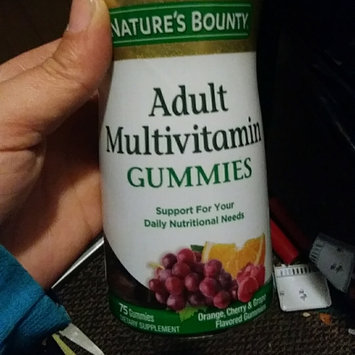 NATURE'S BOUNTY
Adult
Multivitamin
GUMMIES
Support For Your
Daily Nutritional Needs
75 Gummies
DIETARY SUPPLEMENT
Orange, Cherry & Grape
Flavored Gummies